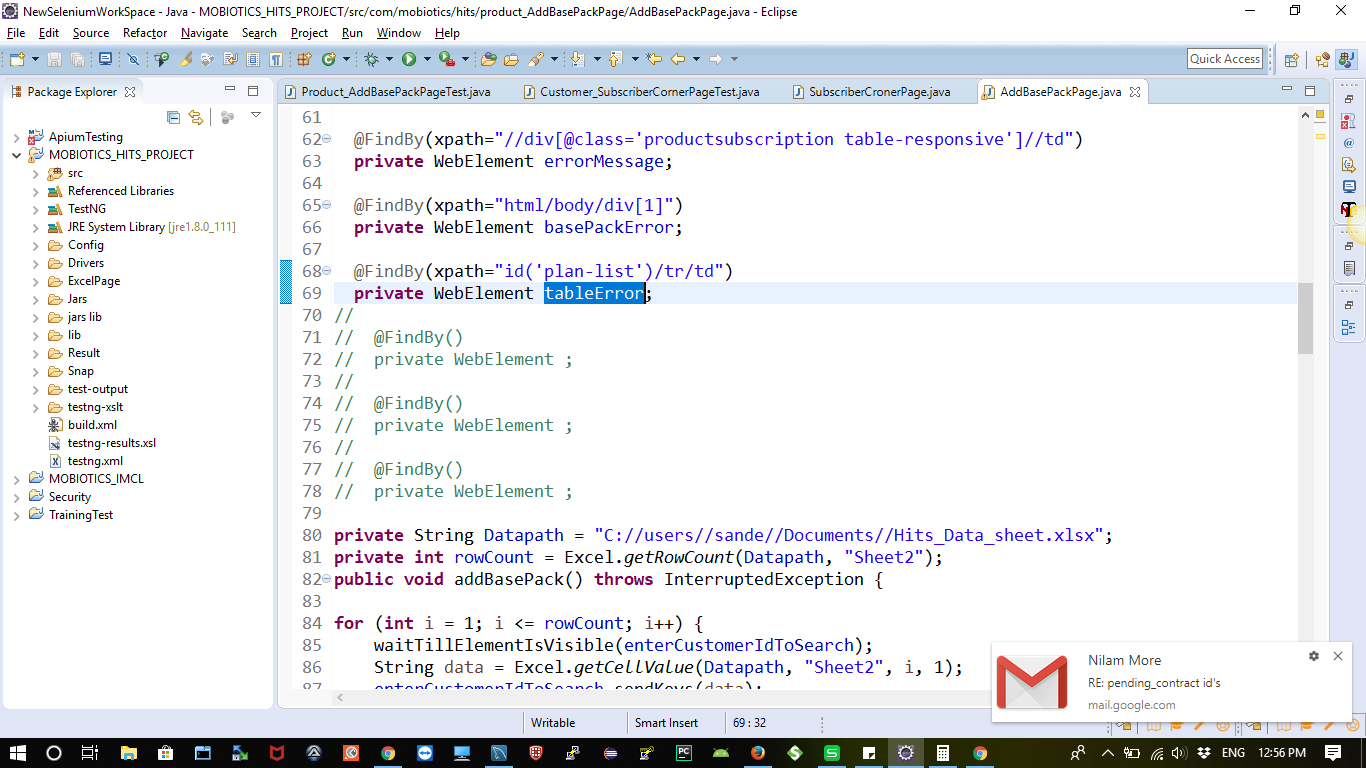 NewSeleniumWorkSpace - Java - MOBIOTICS_HITS_PROJECT/src/com/mobiotics/hits/product_AddBasePackPage/AddBasePackPage.java - Eclipse
File Edit Source Refactor Navigate Search Project Run Window Help
Quick Access
Package Explorer
Product_AddBasePackPageTest.java Customer_SubscriberCornerPageTest.java SubscriberCronerPage.java AddBasePackPage.java
ApiumTesting
MOBIOTICS_HITS_PROJECT
src
Referenced Libraries
TestNG
JRE System Library [jre1.8.0_111]
Config
Drivers
ExcelPage
Jars
jars lib
lib
Result
Snap
test-output
testng-xslt
build.xml
testng-results.xsl
testng.xml
MOBIOTICS_IMCL
Security
TrainingTest
61
62 @FindBy(xpath="//div[@class='productsubscription table-responsive']//td")
63 private WebElement errorMessage;
64
65 @FindBy(xpath="html/body/div[1]")
66 private WebElement basePackError;
67
68 @FindBy(xpath="id('plan-list')/tr/td")
69 private WebElement tableError;
70 //
71 // @FindBy()
72 // private WebElement ;
73 //
74 // @FindBy()
75 // private WebElement ;
76 //
77 // @FindBy()
78 // private WebElement ;
79
80 private String Datapath = "C://users//sande//Documents//Hits_Data_sheet.xlsx";
81 private int rowCount = Excel.getRowCount(Datapath, "Sheet2");
82 public void addBasePack() throws InterruptedException {
83
84 for (int i = 1; i <= rowCount; i++) {
85 waitTillElementIsVisible(enterCustomerIdToSearch);
86 String data = Excel.getCellValue(Datapath, "Sheet2", i, 1);
87 enterCustomerIdToSearch.sendKeys(data);
Nilam More
RE: pending_contract id's
mail.google.com
Writable Smart Insert 69 : 32
ENG 12:56 PM